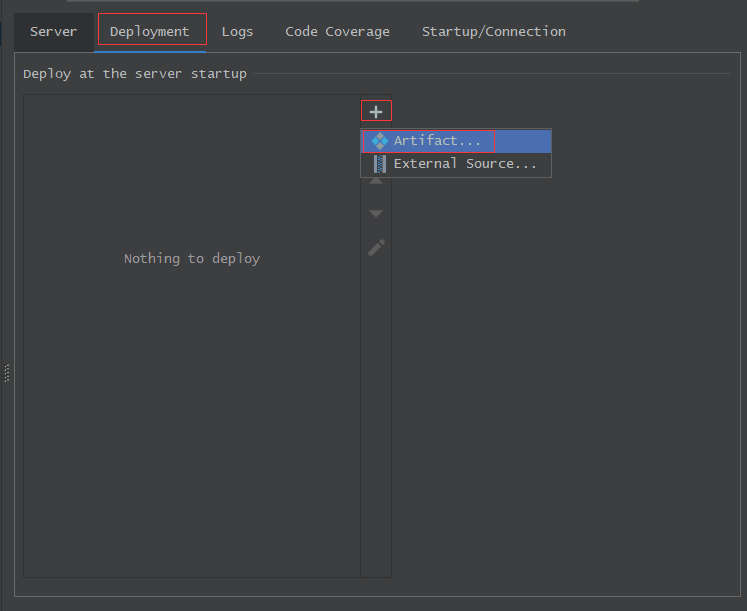 Server Deployment Logs Code Coverage Startup/Connection
Deploy at the server startup
Artifact...
External Source...
Nothing to deploy